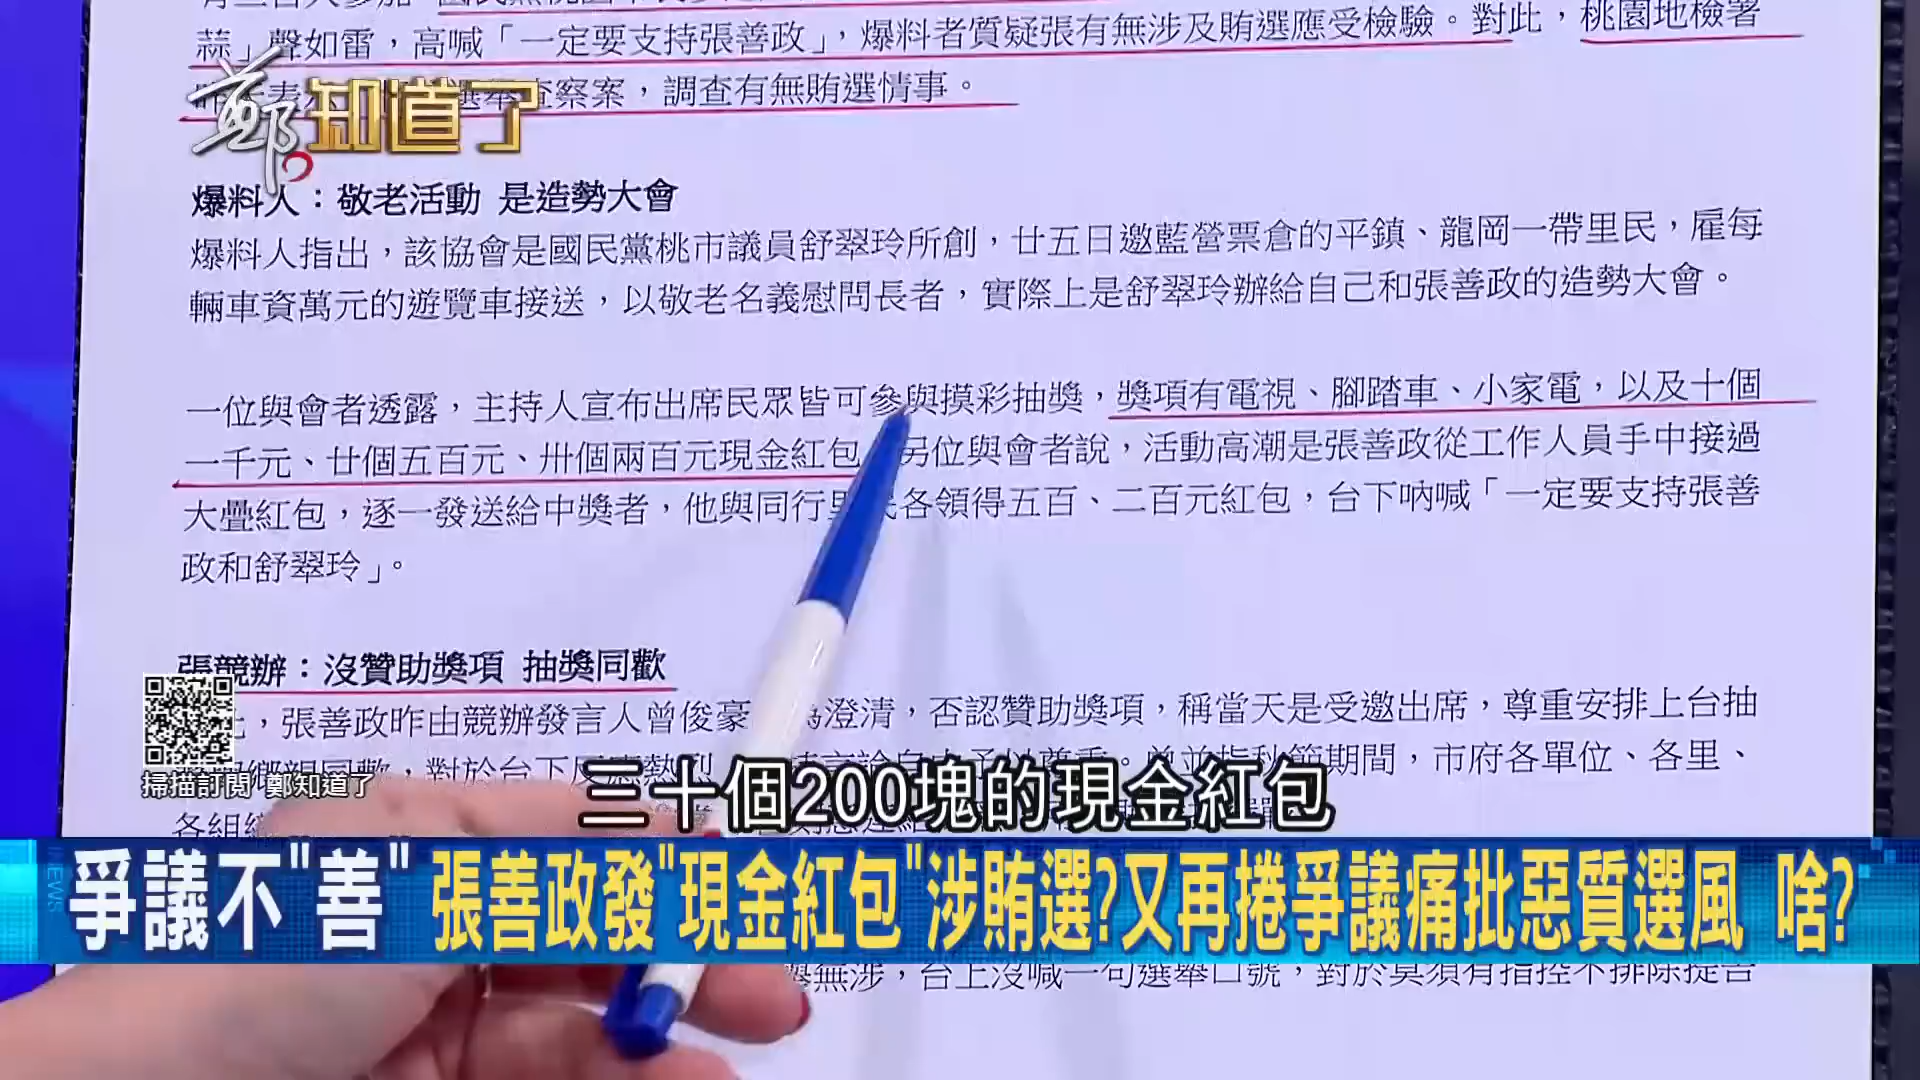 蒜」聲如雷，高喊「一定要支持張善政」，爆料者質疑張有無涉及賄選應受檢驗。對此，桃園地檢署
查察案，調查有無賄選情事。
鄭知道了
爆料人：敬老活動 是造勢大會
爆料人指出，該協會是國民黨桃市議員舒翠玲所創，廿五日邀藍營票倉的平鎮、龍岡一帶里民，雇每
輛車資萬元的遊覽車接送，以敬老名義慰問長者，實際上是舒翠玲辦給自己和張善政的造勢大會。
一位與會者透露，主持人宣布出席民眾皆可參與摸彩抽獎，獎項有電視、腳踏車、小家電，以及十個
一千元、廿個五百元、卅個兩百元現金紅包 另位與會者說，活動高潮是張善政從工作人員手中接過
大疊紅包，逐一發送給中獎者，他與同行里民各領得五百、二百元紅包，台下吶喊「一定要支持張善
政和舒翠玲」。
張競辦：沒贊助獎項 抽獎同歡
，張善政昨由競辦發言人曾俊豪 澄清，否認贊助獎項，稱當天是受邀出席，尊重安排上台抽
期間，市府各單位、各里、
各組
掃描訂閱 鄭知道了
三十個200塊的現金紅包
NEWS
爭議不"善" 張善政發"現金紅包"涉賄選?又再捲爭議痛批惡質選風 啥?
無涉，台上沒喊一句選舉口號，對於莫須有指控不排除提告